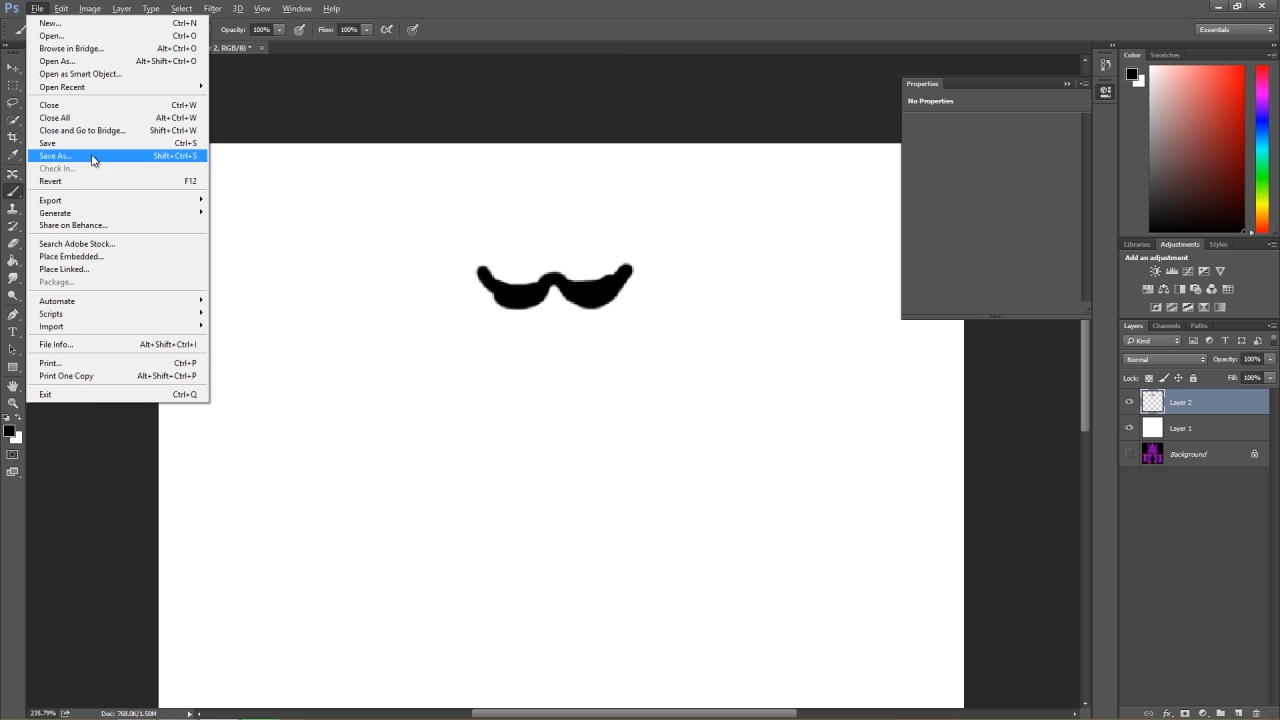 Ps File Edit Image Layer Type Select Filter 3D View Window Help
Opacity: 100% Flow: 100% Essentials
2, RGB/8) * ×
New... Ctrl+N
Open... Ctrl+O
Browse in Bridge... Alt+Ctrl+O
Open As... Alt+Shift+Ctrl+O
Open as Smart Object...
Open Recent
Close Ctrl+W
Close All Alt+Ctrl+W
Close and Go to Bridge... Shift+Ctrl+W
Save Ctrl+S
Save As... Shift+Ctrl+S
Check In...
Revert F12
Export
Generate
Share on Behance...
Search Adobe Stock...
Place Embedded...
Place Linked...
Package...
Automate
Scripts
Import
File Info... Alt+Shift+Ctrl+I
Print... Ctrl+P
Print One Copy Alt+Shift+Ctrl+P
Exit Ctrl+Q
Properties
No Properties
Color Swatches
Libraries Adjustments Styles
Add an adjustment
Layers Channels Paths
Kind
Normal Opacity: 100%
Lock: Fill: 100%
Layer 2
Layer 1
Background
235.79% Doc: 768.0K/1.50M